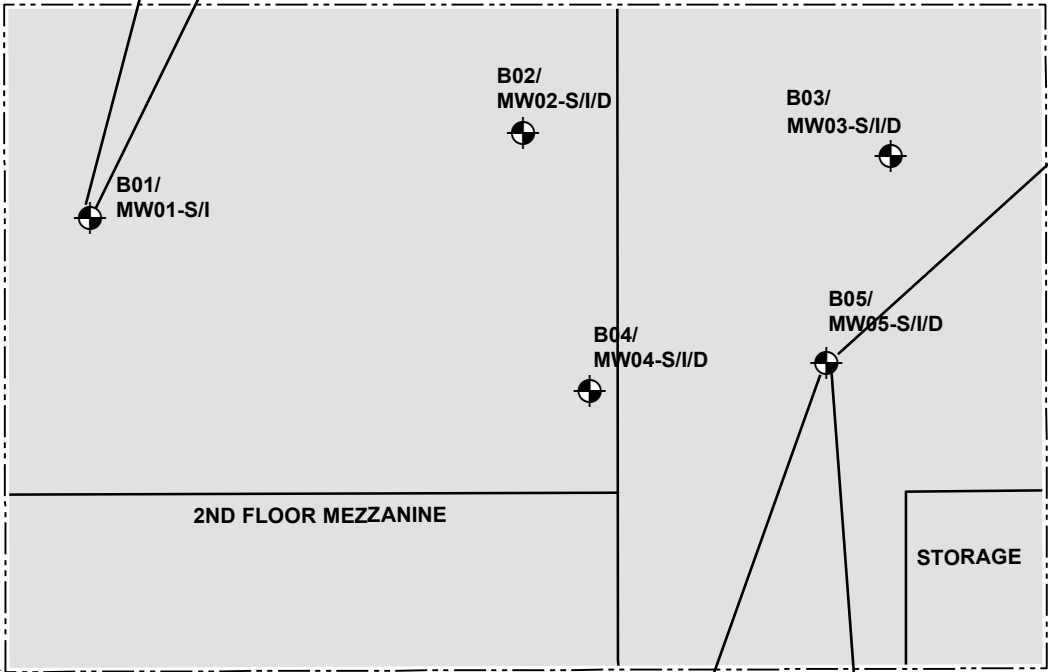 B02/
MW02-S/I/D
B03/
MW03-S/I/D
B01/
MW01-S/I
B05/
MW05-S/I/D
B04/
MW04-S/I/D
2ND FLOOR MEZZANINE
STORAGE